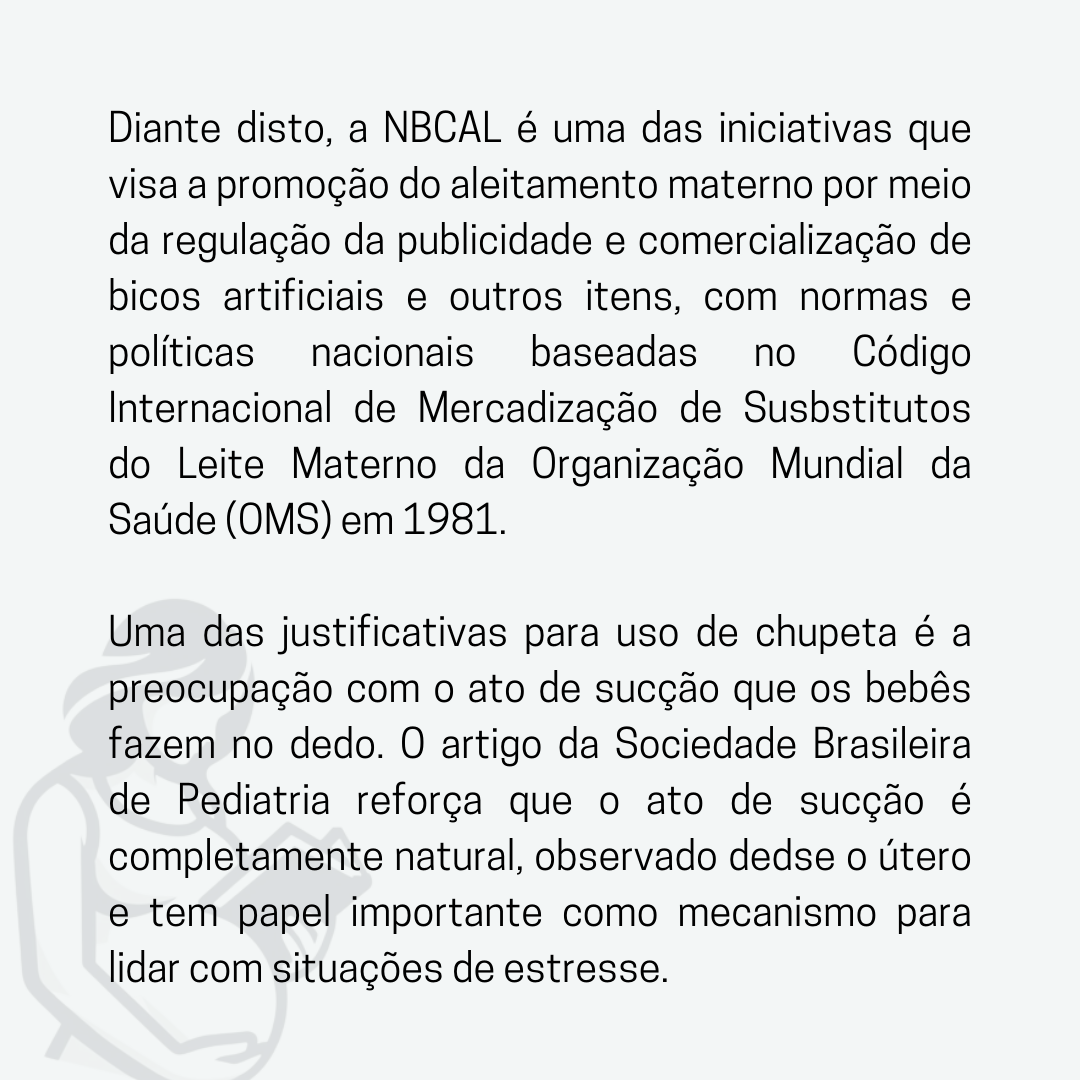 Diante disto, a NBCAL é uma das iniciativas que
visa a promoção do aleitamento materno por meio
da regulação da publicidade e comercialização de
bicos artificiais e outros itens, com normas e
políticas nacionais baseadas no Código
Internacional de Mercadização de Susbstitutos
do Leite Materno da Organização Mundial da
Saúde (OMS) em 1981.
Uma das justificativas para uso de chupeta é a
preocupação com o ato de sucção que os bebês
fazem no dedo. O artigo da Sociedade Brasileira
de Pediatria reforça que o ato de sucção é
completamente natural, observado dedse o útero
e tem papel importante como mecanismo para
lidar com situações de estresse.